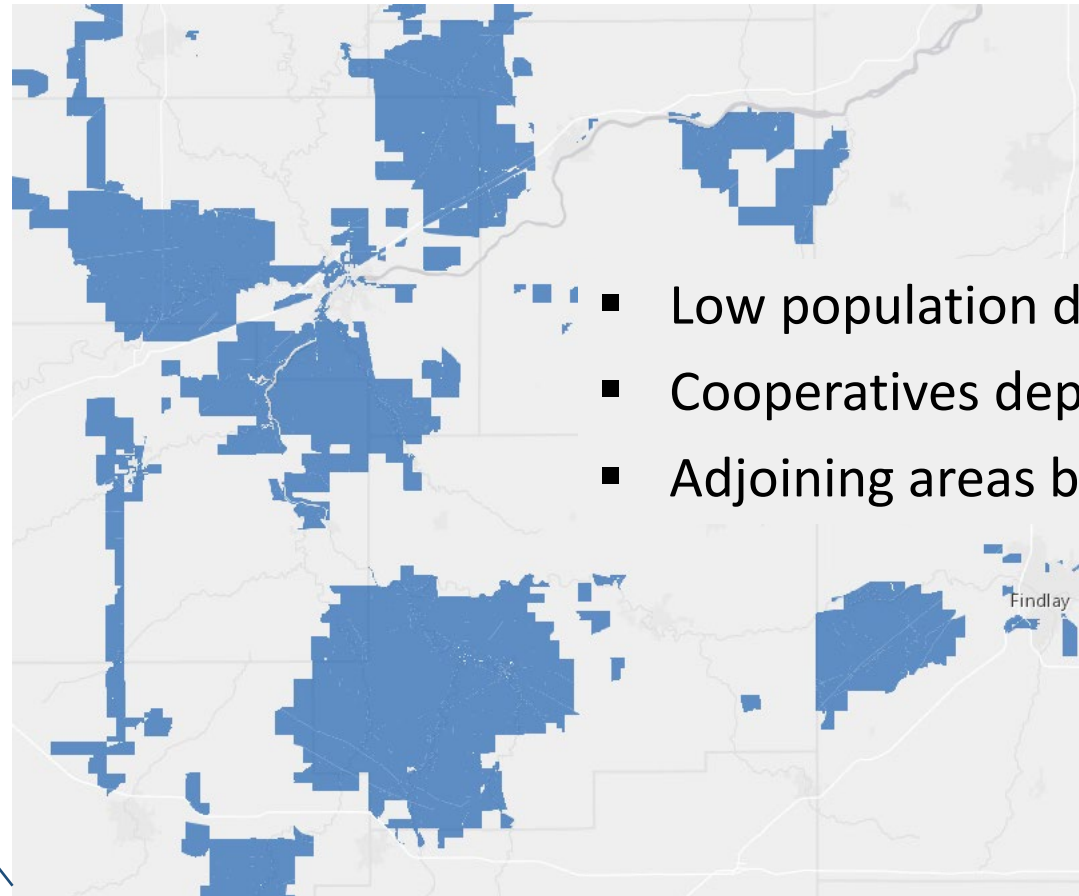 ▪ Low population d
▪ Cooperatives dep
▪ Adjoining areas b
Findlay